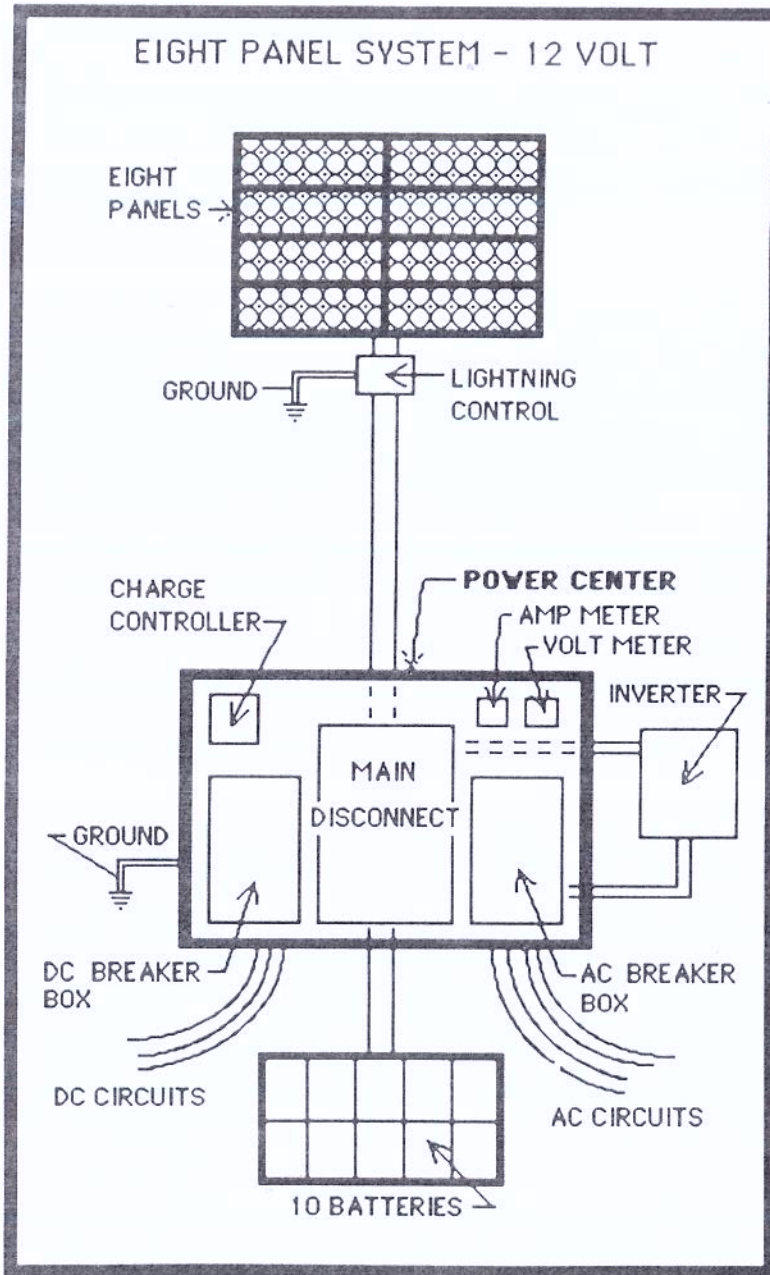 EIGHT PANEL SYSTEM - 12 VOLT
EIGHT
PANELS
GROUND
LIGHTNING
CONTROL
CHARGE
CONTROLLER
POWER CENTER
AMP METER
VOLT METER
INVERTER
MAIN
DISCONNECT
GROUND
DC BREAKER
BOX
AC BREAKER
BOX
DC CIRCUITS
AC CIRCUITS
10 BATTERIES